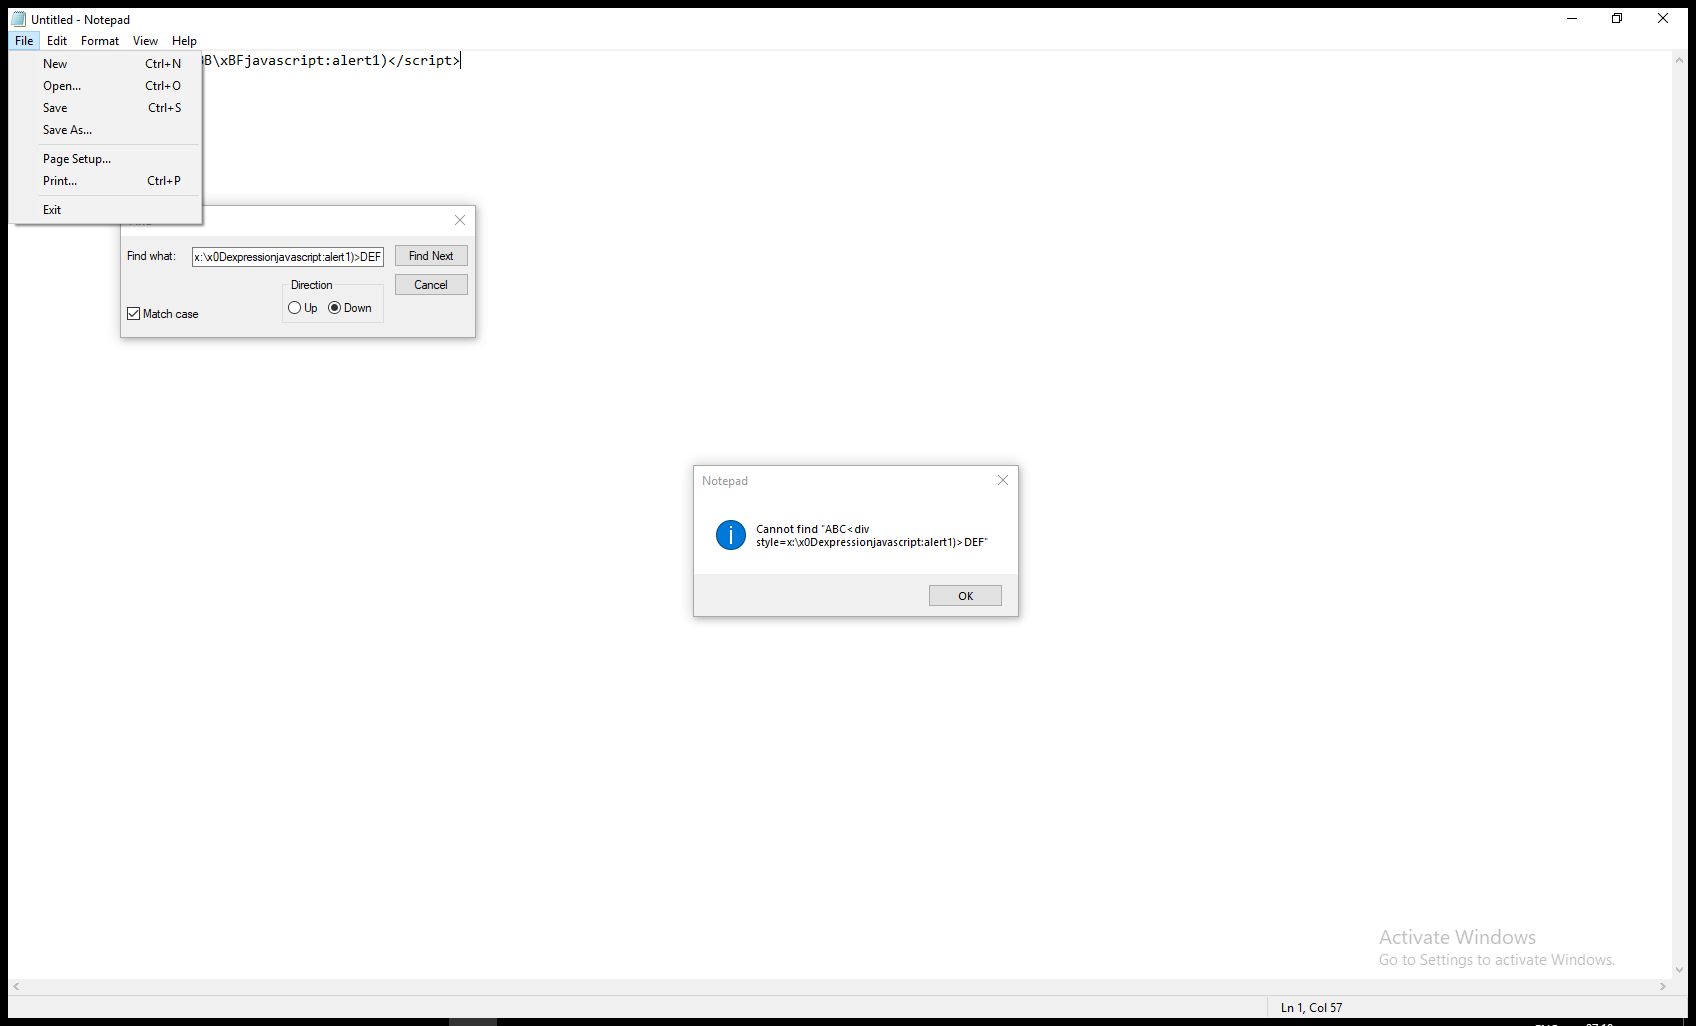 Untitled - Notepad
File Edit Format View Help
B\xBFjavascript:alert1)</script>
New Ctrl+N
Open... Ctrl+O
Save Ctrl+S
Save As...
Page Setup...
Print... Ctrl+P
Exit
Find what: x:\x0Dexpressionjavascript:alert1)>DEF Find Next
Direction Cancel
Up Down
Match case
Notepad
Cannot find "ABC<div
style=x:\x0Dexpressionjavascript:alert1)>DEF"
OK
Activate Windows
Go to Settings to activate Windows.
Ln 1, Col 57